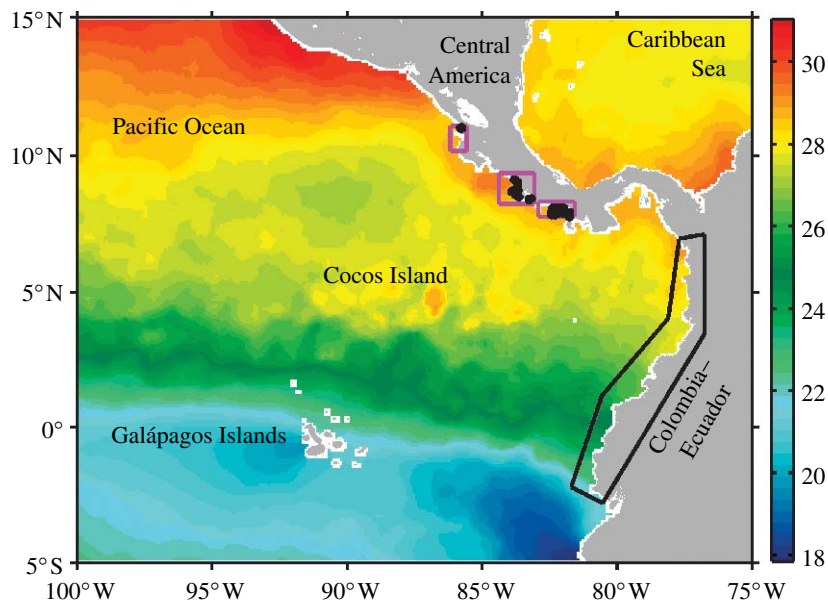 15°N
10°N
5°N
0°
5°S
Central
America
Caribbean
Sea
Pacific Ocean
Cocos Island
Galápagos Islands
Colombia–
Ecuador
100°W
95°W
90°W
85°W
80°W
75°W
30
28
26
24
22
20
18